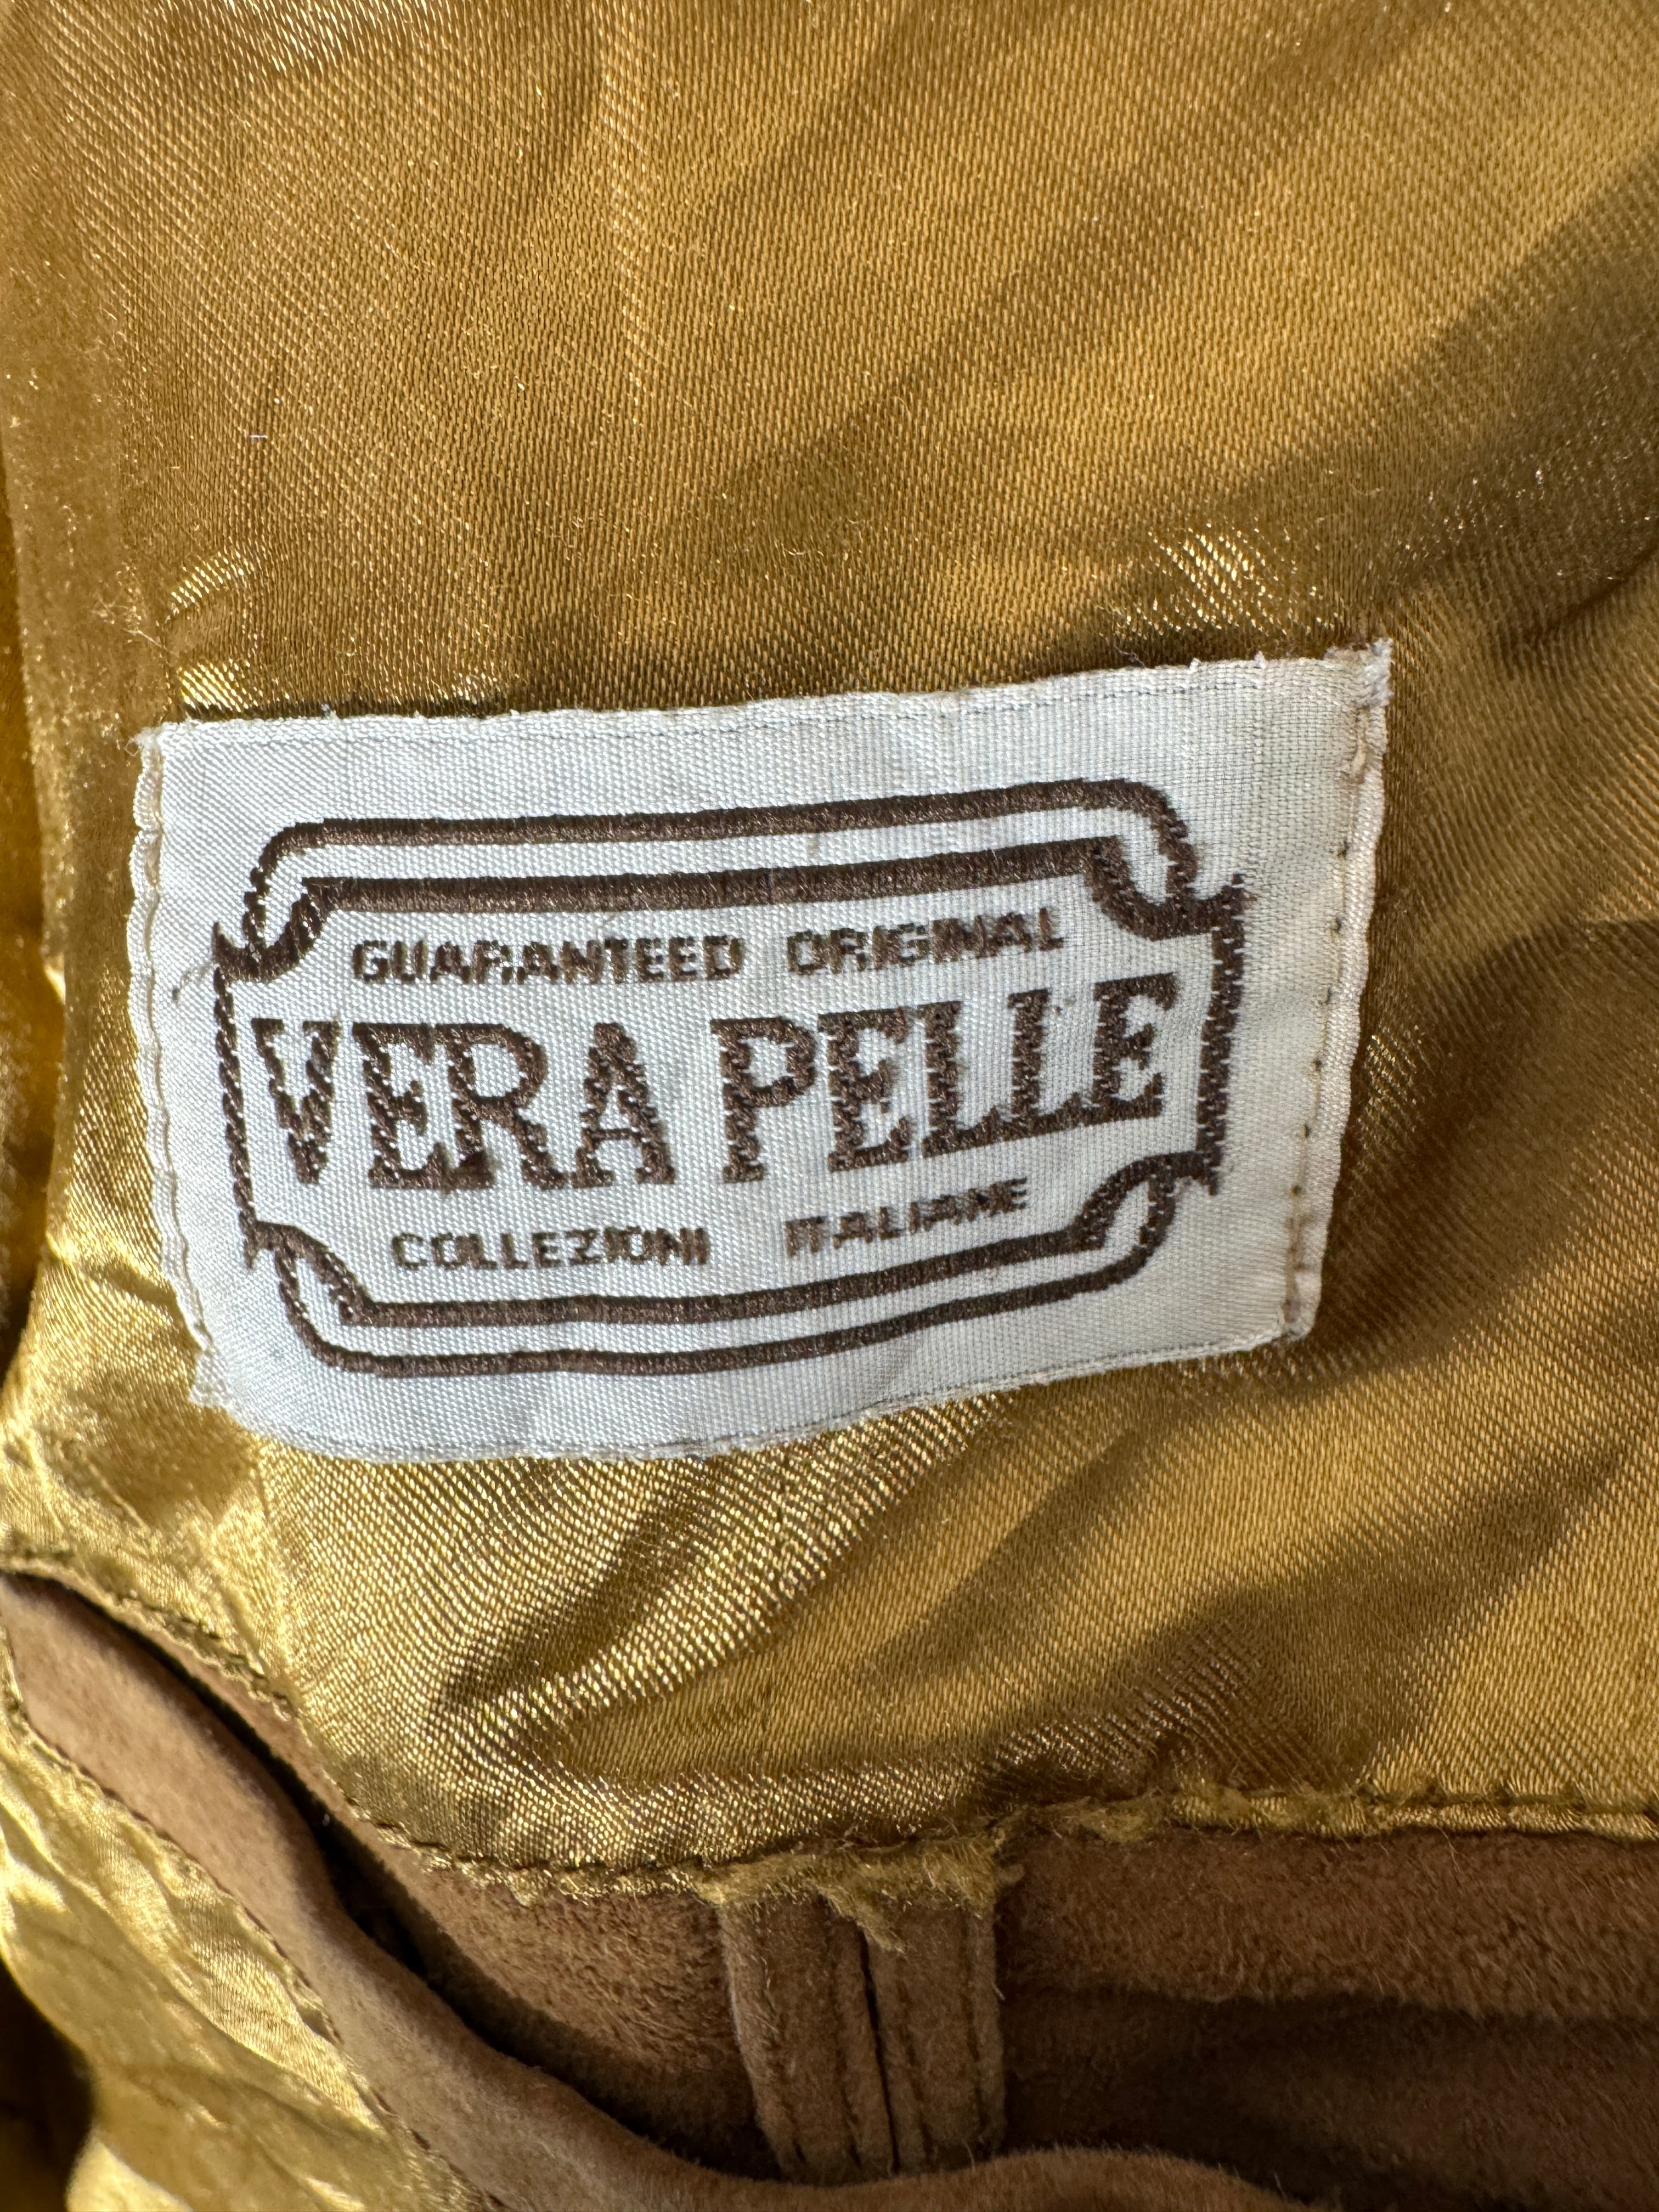 GUARANTEED ORIGINAL
VERA PELLE
COLLEZIONI ITALIANE